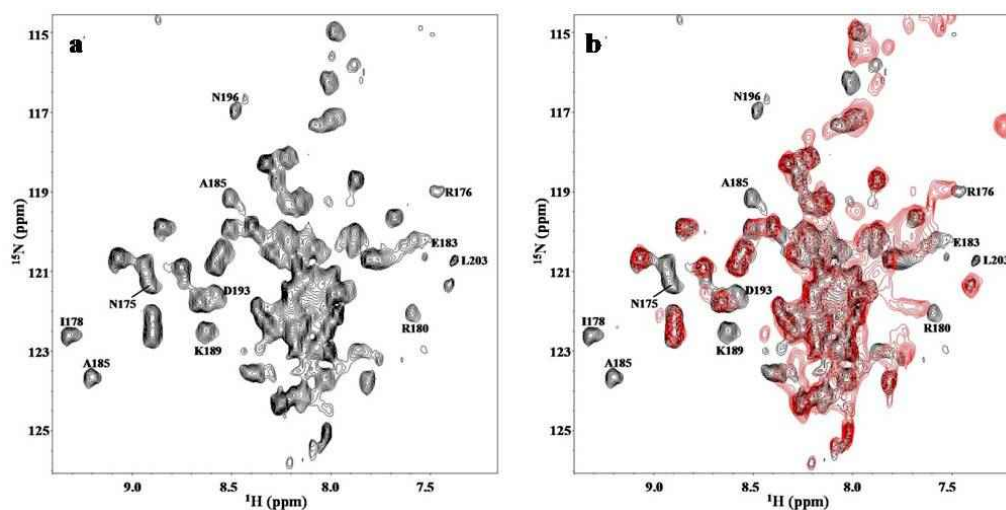 a
115
117
119
121
123
125
¹⁵N (ppm)
N196
A185
R176
E183
L203
N175
D193
R180
I178
K189
A185
9.0 8.5 8.0 7.5
¹H (ppm)
b
115
117
119
121
123
125
¹⁵N (ppm)
N196
A185
R176
E183
L203
N175
D193
R180
I178
K189
A185
9.0 8.5 8.0 7.5
¹H (ppm)